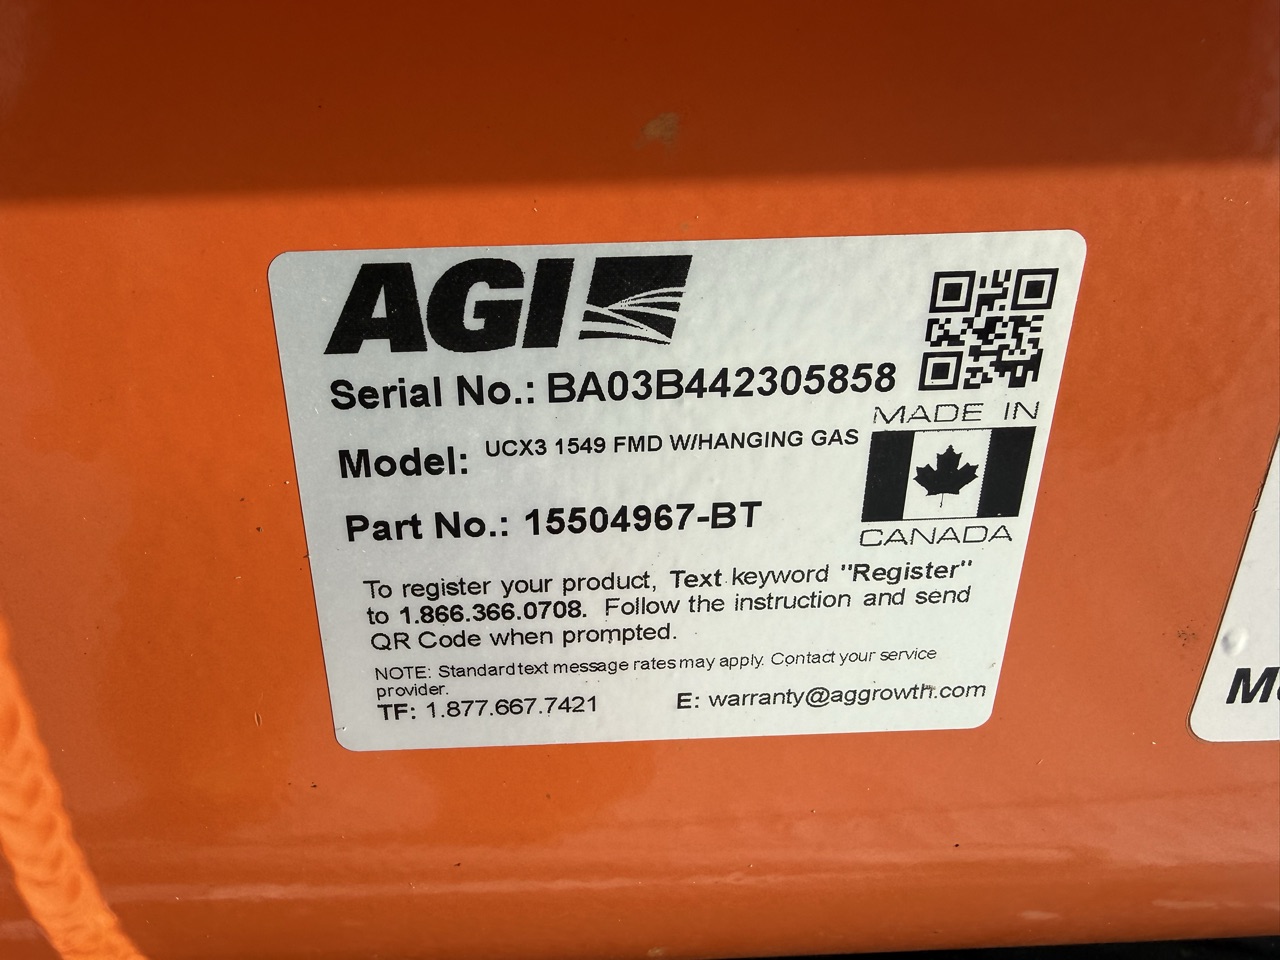 AGI
Serial No.: BA03B442305858
MADE IN
Model: UCX3 1549 FMD W/HANGING GAS
Part No.: 15504967-BT
CANADA
To register your product, Text keyword "Register"
to 1.866.366.0708. Follow the instruction and send
QR Code when prompted.
NOTE: Standard text message rates may apply. Contact your service
provider.
TF: 1.877.667.7421 E: warranty@aggrowth.com